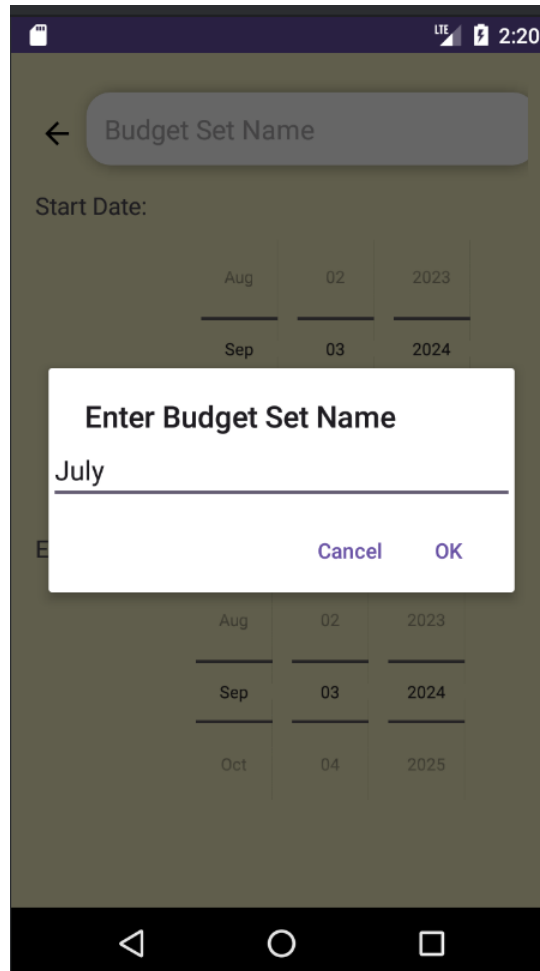 LTE 2:20
Budget Set Name
Start Date:
Aug 02 2023
Sep 03 2024
Enter Budget Set Name
July
Cancel OK
E
Aug 02 2023
Sep 03 2024
Oct 04 2025